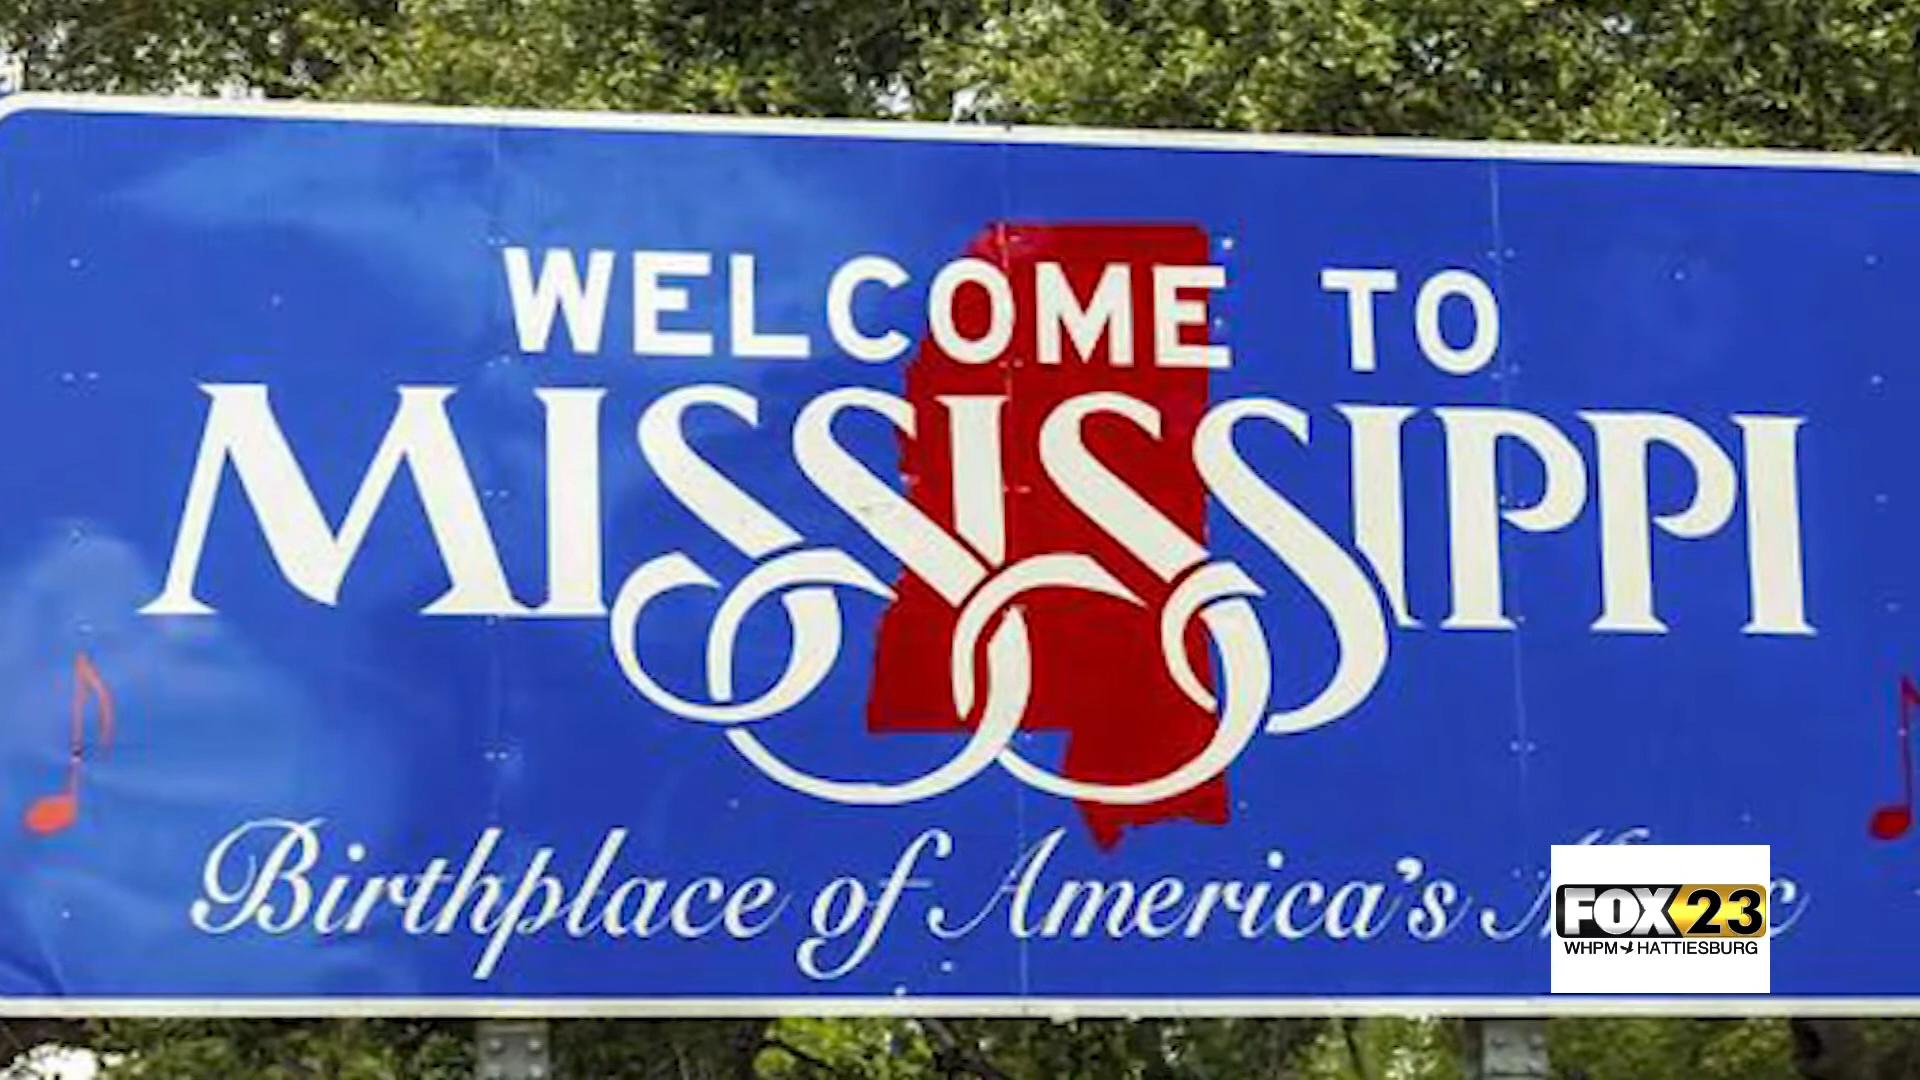 WELCOME TO
MISSISSIPPI
Birthplace of America's
FOX 23
WHPM HATTIESBURG